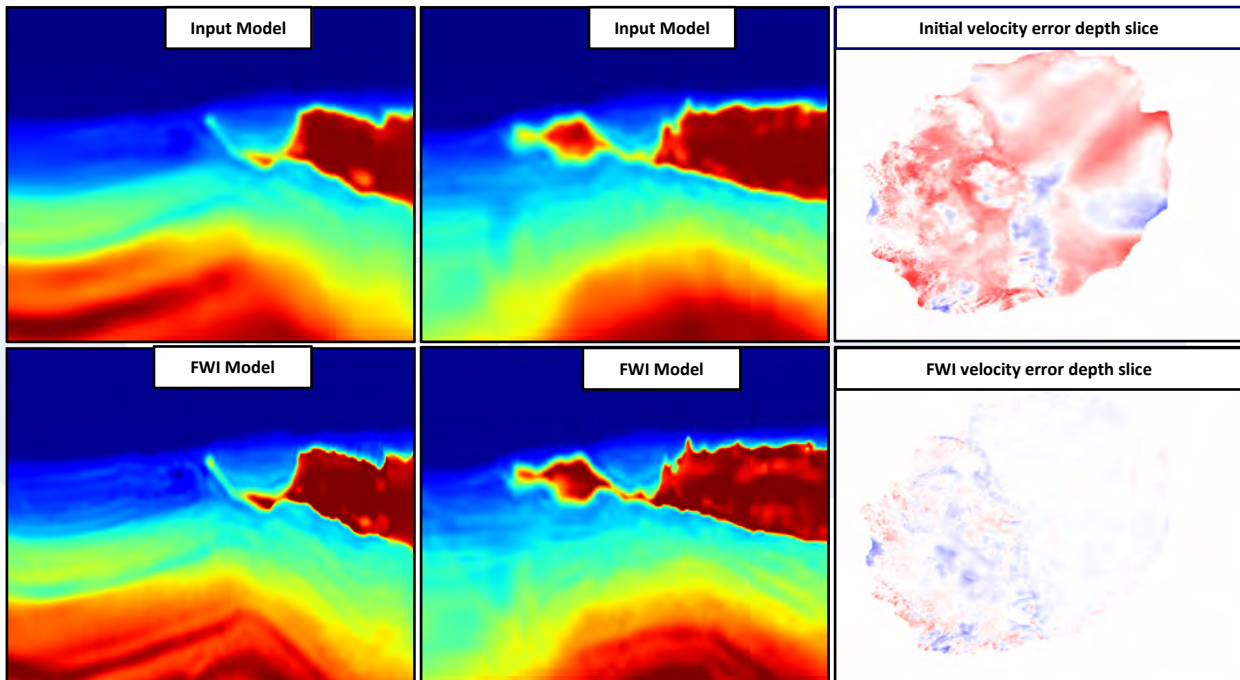 Input Model
Input Model
Initial velocity error depth slice
FWI Model
FWI Model
FWI velocity error depth slice